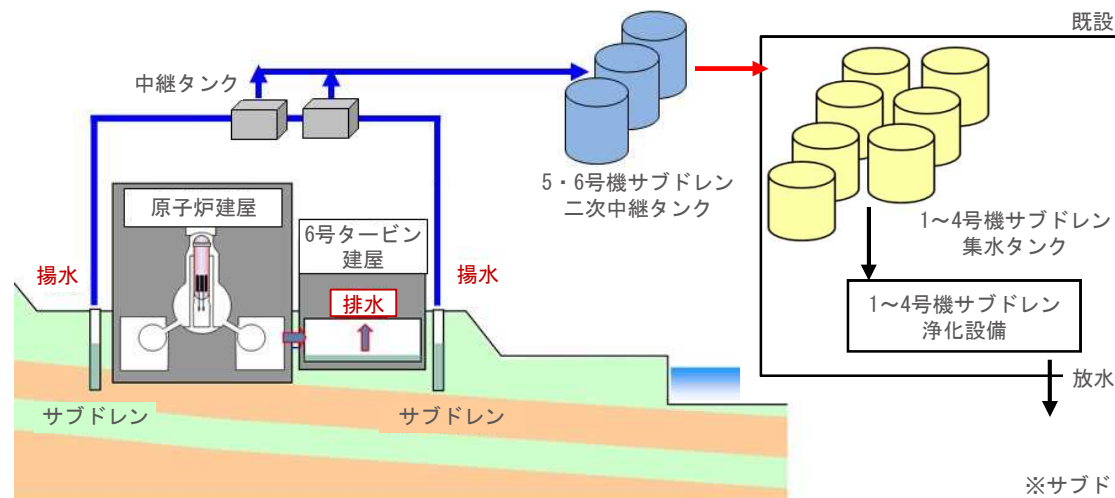 既設
中継タンク
5・6号機サブドレン
二次中継タンク
1～4号機サブドレン
集水タンク
原子炉建屋
6号タービン
建屋
揚水
揚水
排水
1～4号機サブドレン
浄化設備
放水
サブドレン
サブドレン
※サブド